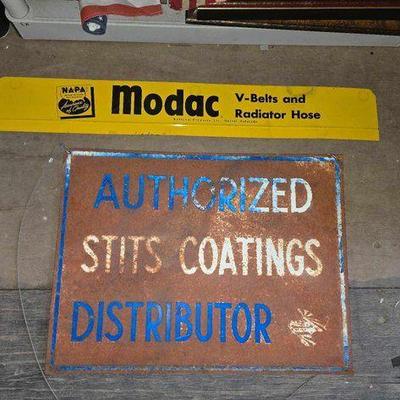 NAPA
Modac
V-Belts and
Radiator Hose
AUTHORIZED
STITS COATINGS
DISTRIBUTOR